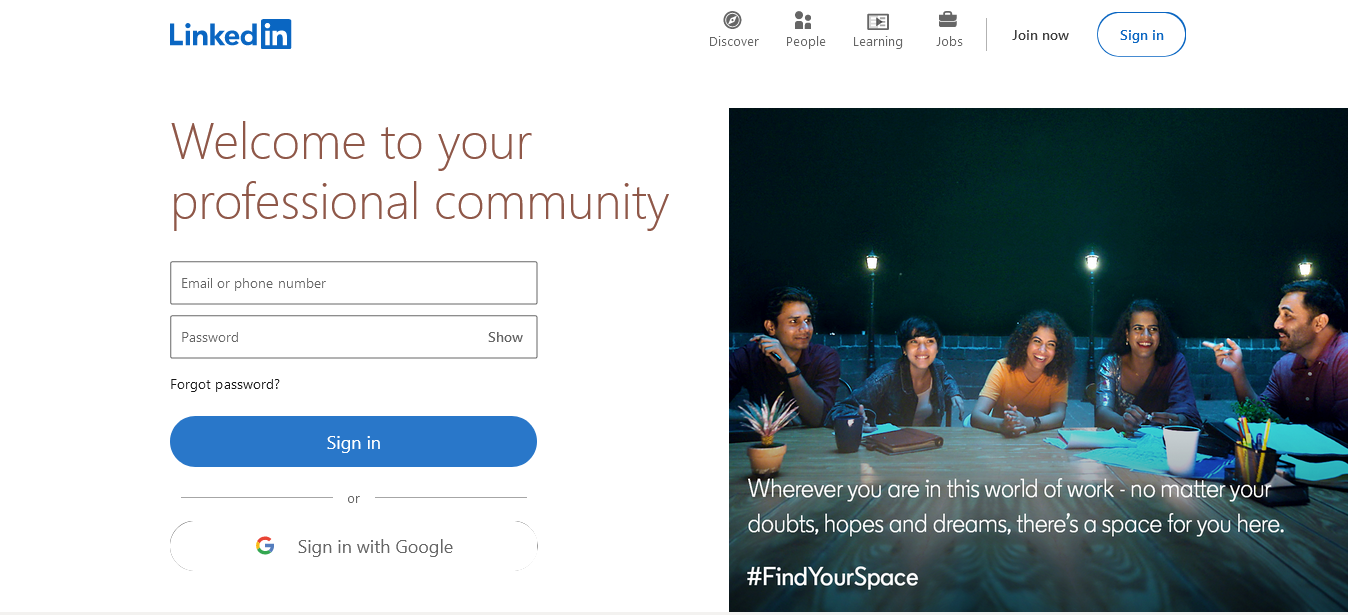 LinkedIn
Discover
People
Learning
Jobs
Join now
Sign in
Welcome to your
professional community
Email or phone number
Password
Show
Forgot password?
Sign in
or
Sign in with Google
Wherever you are in this world of work - no matter your
doubts, hopes and dreams, there's a space for you here.
#FindYourSpace